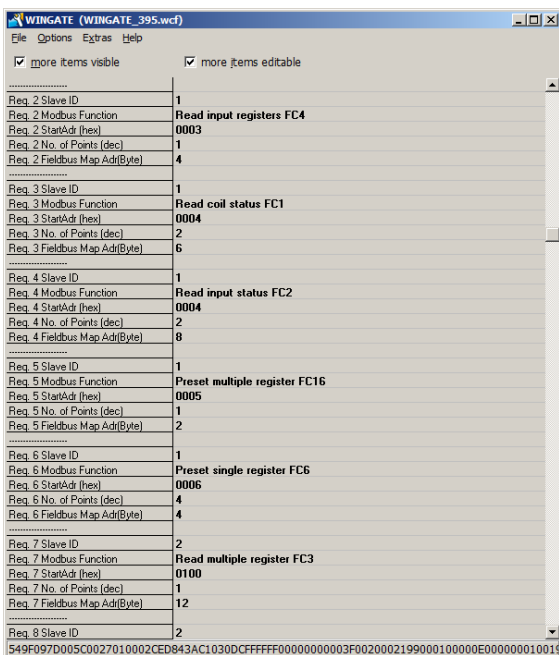 WINGATE (WINGATE_395.wcf)
File Options Extras Help
more items visible more items editable
--------------------
Req. 2 Slave ID 1
Req. 2 Modbus Function Read input registers FC4
Req. 2 StartAdr (hex) 0003
Req. 2 No. of Points (dec) 1
Req. 2 Fieldbus Map Adr(Byte) 4
--------------------
Req. 3 Slave ID 1
Req. 3 Modbus Function Read coil status FC1
Req. 3 StartAdr (hex) 0004
Req. 3 No. of Points (dec) 2
Req. 3 Fieldbus Map Adr(Byte) 6
--------------------
Req. 4 Slave ID 1
Req. 4 Modbus Function Read input status FC2
Req. 4 StartAdr (hex) 0004
Req. 4 No. of Points (dec) 2
Req. 4 Fieldbus Map Adr(Byte) 8
--------------------
Req. 5 Slave ID 1
Req. 5 Modbus Function Preset multiple register FC16
Req. 5 StartAdr (hex) 0005
Req. 5 No. of Points (dec) 1
Req. 5 Fieldbus Map Adr(Byte) 2
--------------------
Req. 6 Slave ID 1
Req. 6 Modbus Function Preset single register FC6
Req. 6 StartAdr (hex) 0006
Req. 6 No. of Points (dec) 4
Req. 6 Fieldbus Map Adr(Byte) 4
--------------------
Req. 7 Slave ID 2
Req. 7 Modbus Function Read multiple register FC3
Req. 7 StartAdr (hex) 0100
Req. 7 No. of Points (dec) 1
Req. 7 Fieldbus Map Adr(Byte) 12
--------------------
Req. 8 Slave ID 2